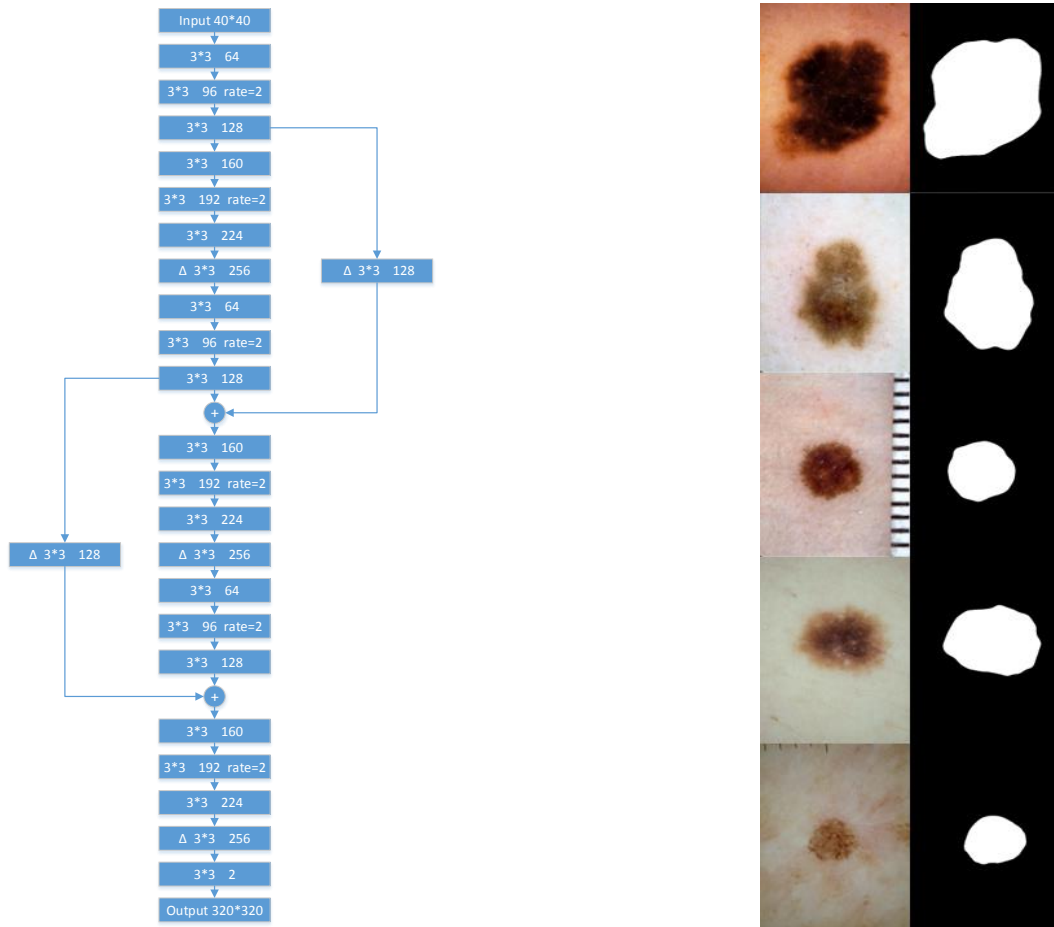 Input 40*40
3*3 64
3*3 96 rate=2
3*3 128
3*3 160
3*3 192 rate=2
3*3 224
Δ 3*3 256
Δ 3*3 128
3*3 64
3*3 96 rate=2
3*3 128
+
3*3 160
3*3 192 rate=2
3*3 224
Δ 3*3 128
Δ 3*3 256
3*3 64
3*3 96 rate=2
3*3 128
+
3*3 160
3*3 192 rate=2
3*3 224
Δ 3*3 256
3*3 2
Output 320*320